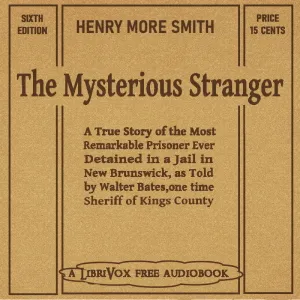 SIXTH
EDITION
HENRY MORE SMITH
PRICE
15 CENTS
The Mysterious Stranger
A True Story of the Most
Remarkable Prisoner Ever
Detained in a Jail in
New Brunswick, as Told
by Walter Bates,one time
Sheriff of Kings County
A LIBRIVOX FREE AUDIOBOOK